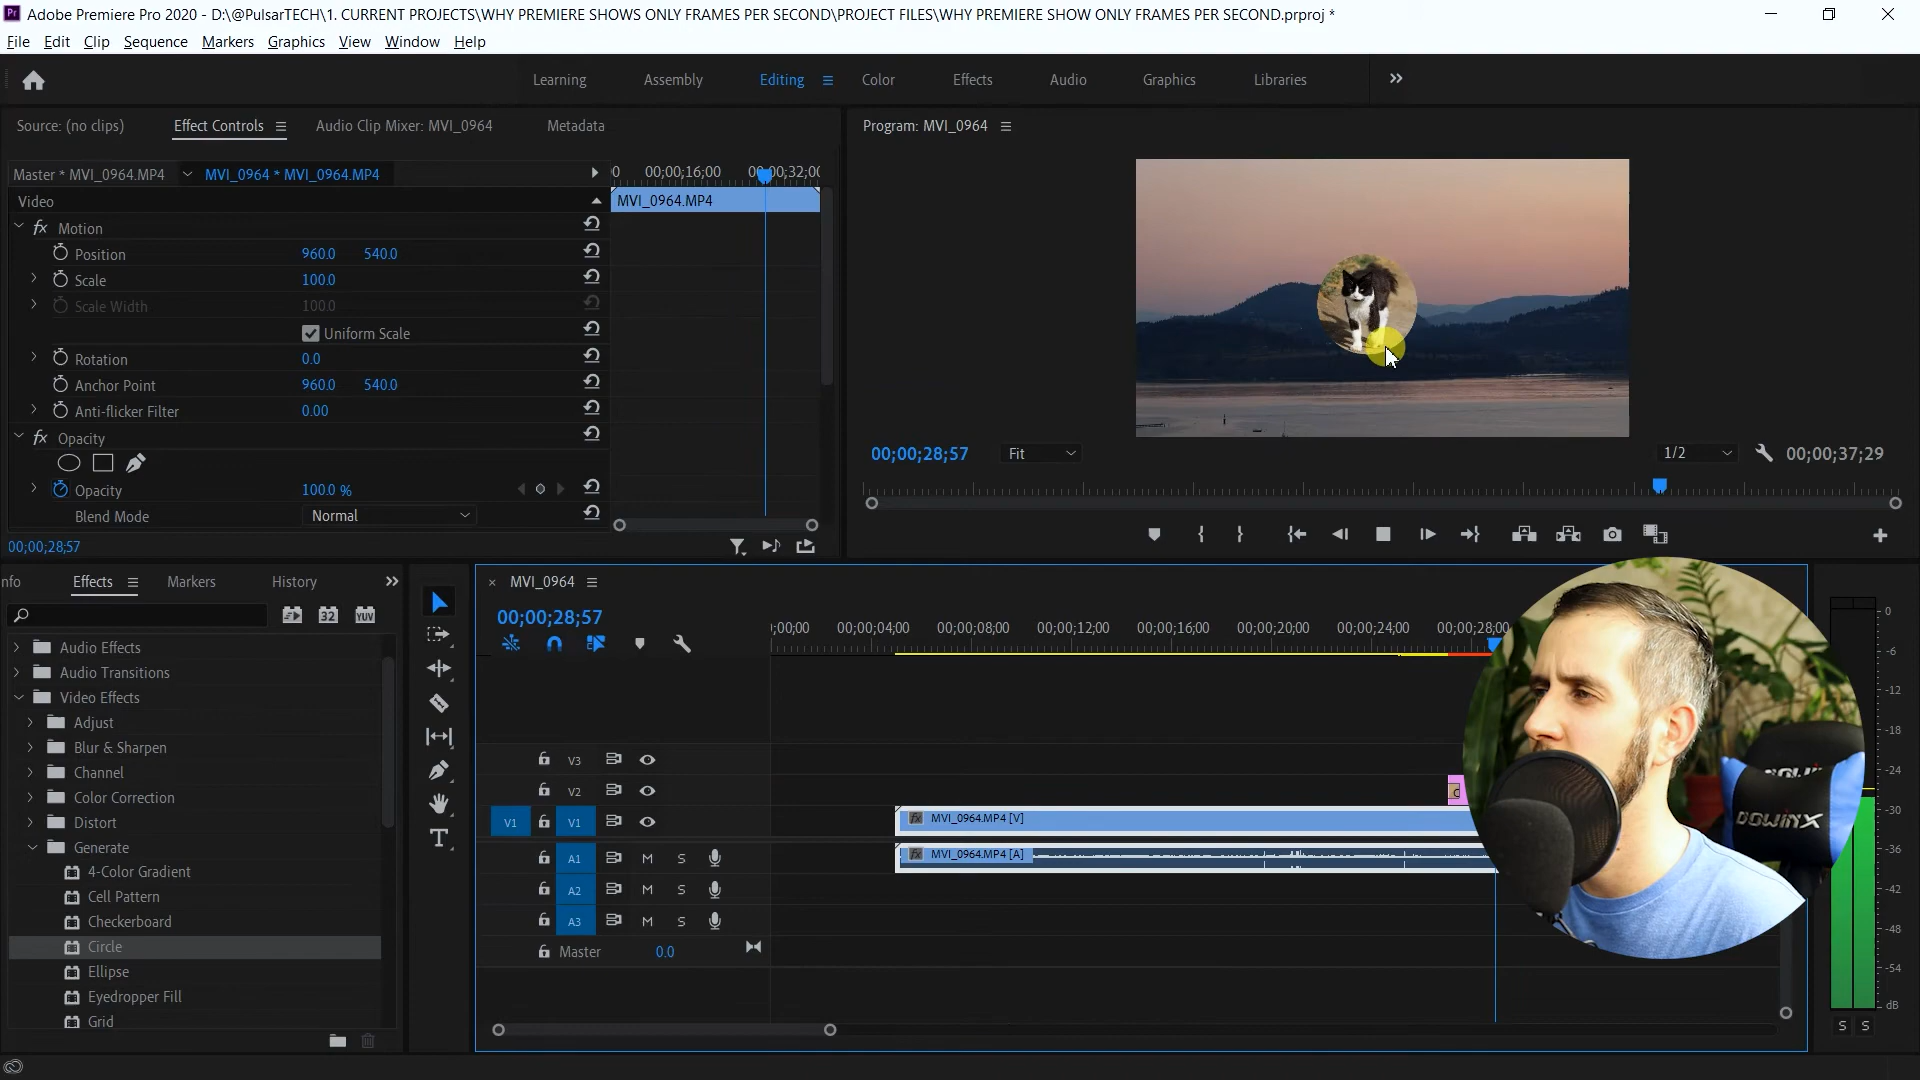 Adobe Premiere Pro 2020 - D:\@PulsarTECH\1. CURRENT PROJECTS\WHY PREMIERE SHOWS ONLY FRAMES PER SECOND\PROJECT FILES\WHY PREMIERE SHOW ONLY FRAMES PER SECOND.prproj *
File Edit Clip Sequence Markers Graphics View Window Help
Learning Assembly Editing Color Effects Audio Graphics Libraries
Source: (no clips) Effect Controls Audio Clip Mixer: MVI_0964 Metadata
Program: MVI_0964
Master * MVI_0964.MP4 MVI_0964 * MVI_0964.MP4
00;00;16;00
Video
MVI_0964.MP4
fx Motion
Position 960.0 540.0
Scale 100.0
Scale Width 100.0
Uniform Scale
Rotation 0.0
Anchor Point 960.0 540.0
Anti-flicker Filter 0.00
fx Opacity
Opacity 100.0 %
Blend Mode Normal
00;00;28;57
00;00;28;57 Fit 1/2 00;00;37;29
nfo Effects Markers History
32 YUV
Audio Effects
Audio Transitions
Video Effects
Adjust
Blur & Sharpen
Channel
Color Correction
Distort
Generate
4-Color Gradient
Cell Pattern
Checkerboard
Circle
Ellipse
Eyedropper Fill
Grid
× MVI_0964
00;00;28;57
;00;00 00;00;04;00 00;00;08;00 00;00;12;00 00;00;16;00 00;00;20;00 00;00;24;00 00;00;28;00
V3
V2
V1 V1 fx MVI_0964.MP4 [V]
A1 M S fx MVI_0964.MP4 [A]
A2 M S
A3 M S
Master 0.0
DOWINX
0
-6
-12
-18
-24
-30
-36
-42
-48
-54
dB
S S